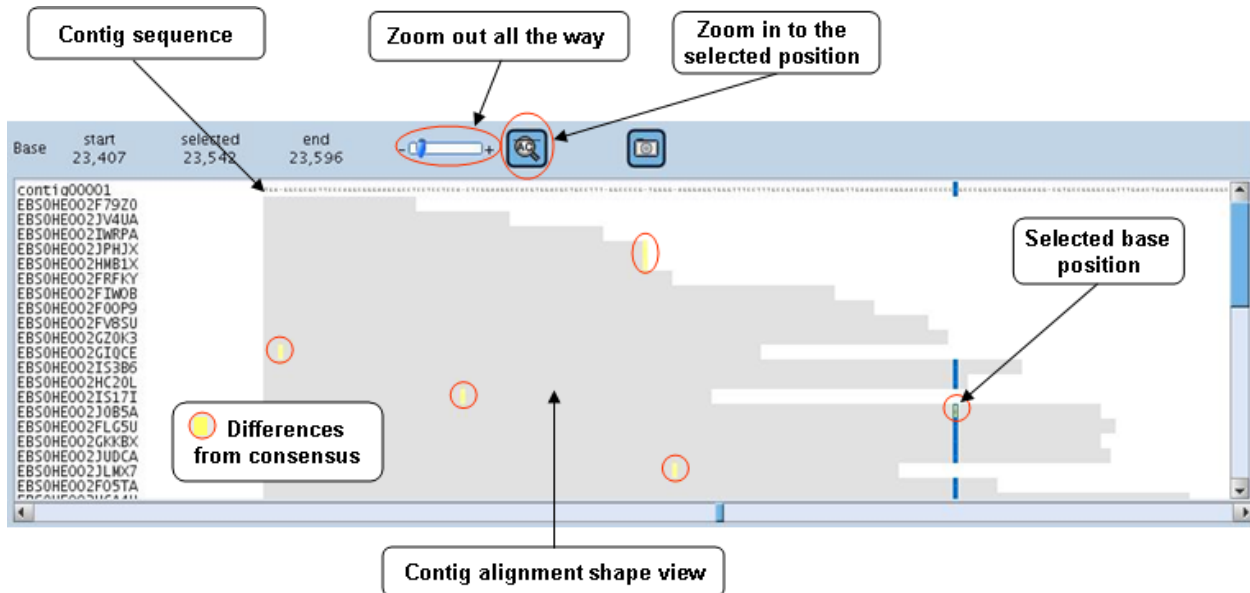 Contig sequence
Zoom out all the way
Zoom in to the
selected position
Base start selected end
23,407 23,542 23,596
- +
contig00001
EBS0HE002F79Z0
EBS0HE002JV4UA
EBS0HE002IWRPA
EBS0HE002JPHJX
EBS0HE002HMB1X
EBS0HE002FRFKY
EBS0HE002FIWOB
EBS0HE002F0OP9
EBS0HE002FV8SU
EBS0HE002GZ0K3
EBS0HE002GIQCE
EBS0HE002IS3B6
EBS0HE002HC20L
EBS0HE002IS17I
EBS0HE002J0B5A
EBS0HE002FLG5U
EBS0HE002GKKBX
EBS0HE002JUDCA
EBS0HE002JLMX7
EBS0HE002F05TA
Selected base
position
Differences
from consensus
Contig alignment shape view